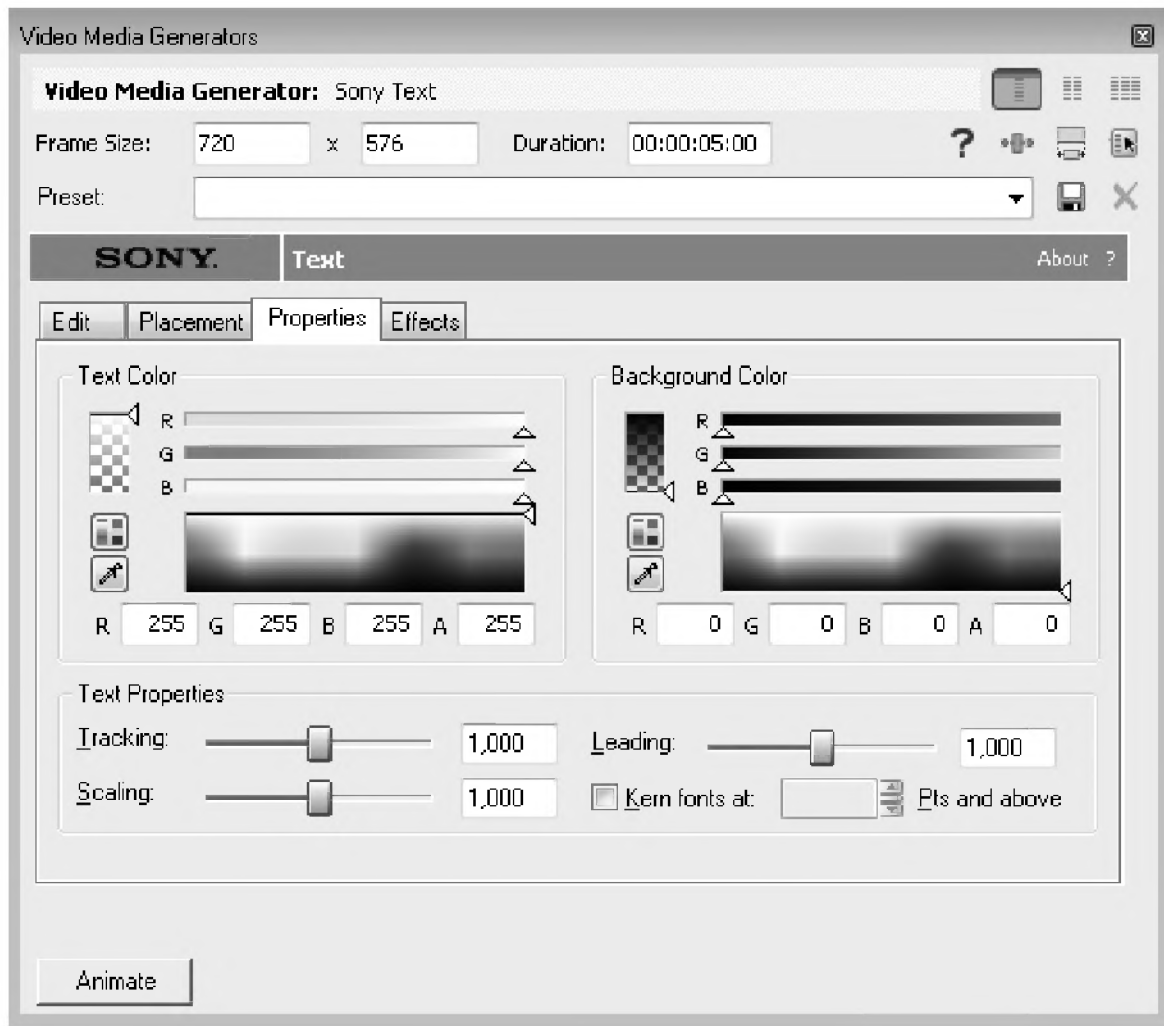 Video Media Generators
Video Media Generator: Sony Text
Frame Size: 720 x 576 Duration: 00:00:05:00 ?
Preset:
SONY. Text About ?
Edit Placement Properties Effects
Text Color Background Color
R R
G G
B B
R 255 G 255 B 255 A 255 R 0 G 0 B 0 A 0
Text Properties
Tracking: 1,000 Leading: 1,000
Scaling: 1,000 Kern fonts at: Pts and above
Animate